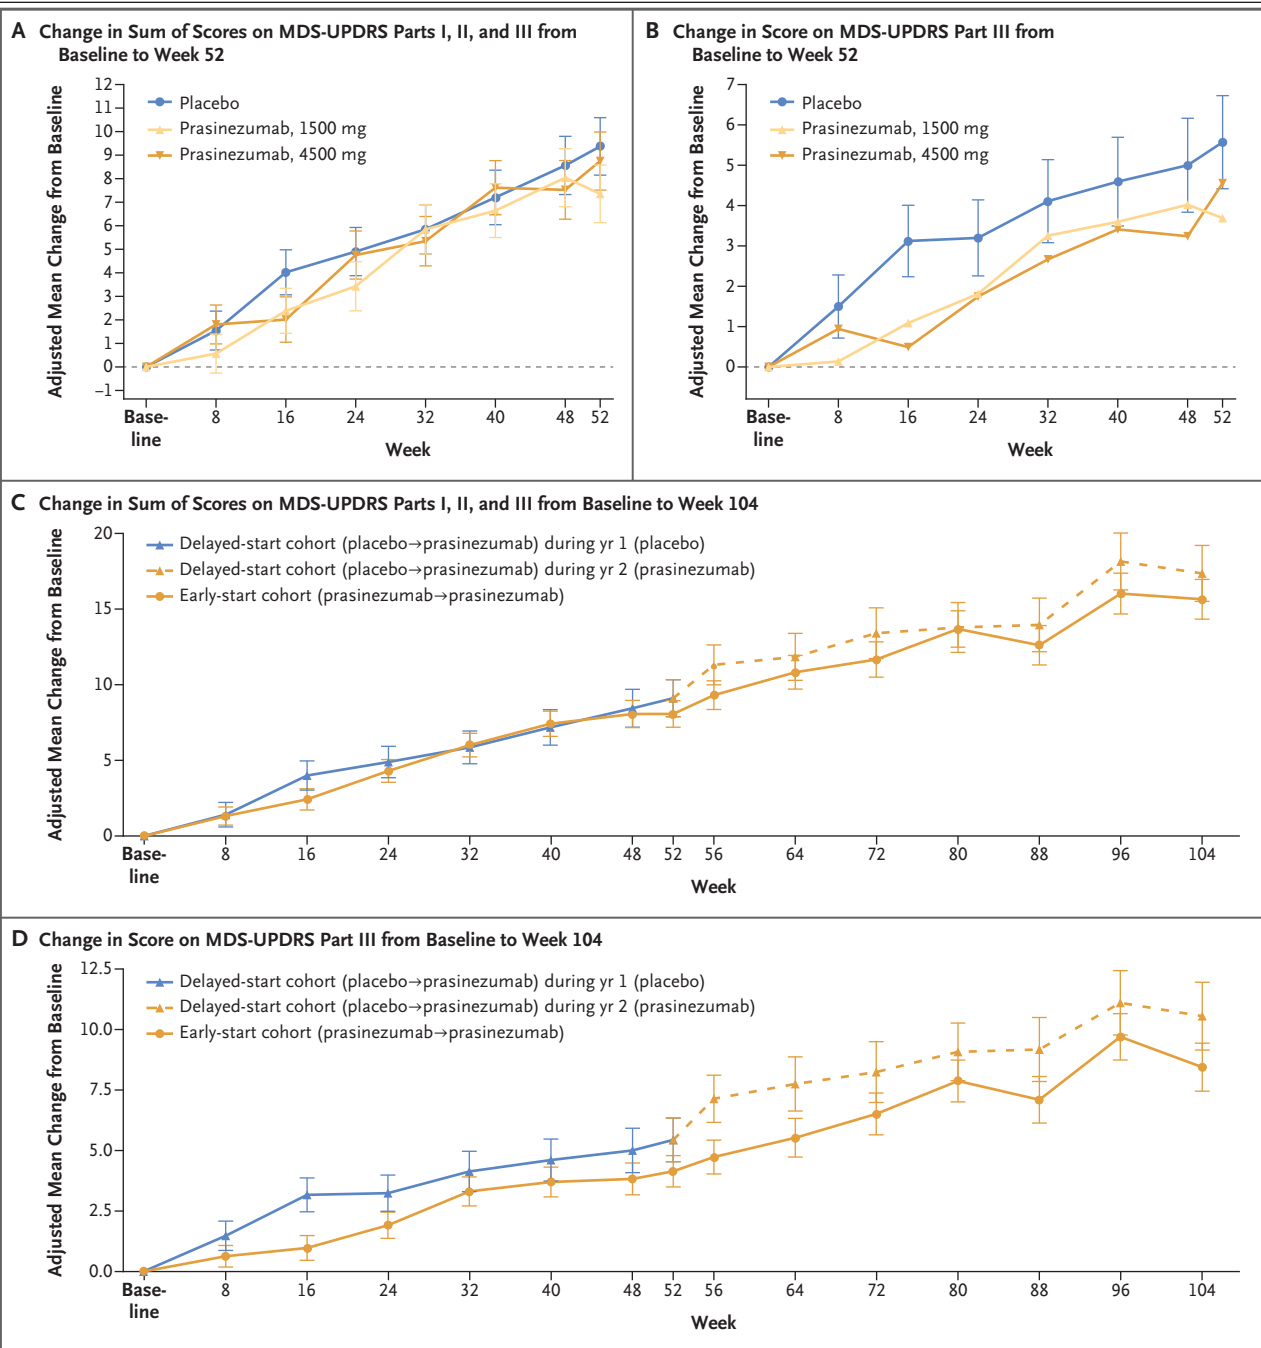 A Change in Sum of Scores on MDS-UPDRS Parts I, II, and III from
Baseline to Week 52
Adjusted Mean Change from Baseline
12
11
10
9
8
7
6
5
4
3
2
1
0
–1
Placebo
Prasinezumab, 1500 mg
Prasinezumab, 4500 mg
Base-
line
8 16 24 32 40 48 52
Week
B Change in Score on MDS-UPDRS Part III from
Baseline to Week 52
Adjusted Mean Change from Baseline
7
6
5
4
3
2
1
0
Placebo
Prasinezumab, 1500 mg
Prasinezumab, 4500 mg
Base-
line
8 16 24 32 40 48 52
Week
C Change in Sum of Scores on MDS-UPDRS Parts I, II, and III from Baseline to Week 104
Adjusted Mean Change from Baseline
20
15
10
5
0
Delayed-start cohort (placebo→prasinezumab) during yr 1 (placebo)
Delayed-start cohort (placebo→prasinezumab) during yr 2 (prasinezumab)
Early-start cohort (prasinezumab→prasinezumab)
Base-
line
8 16 24 32 40 48 52 56 64 72 80 88 96 104
Week
D Change in Score on MDS-UPDRS Part III from Baseline to Week 104
Adjusted Mean Change from Baseline
12.5
10.0
7.5
5.0
2.5
0.0
Delayed-start cohort (placebo→prasinezumab) during yr 1 (placebo)
Delayed-start cohort (placebo→prasinezumab) during yr 2 (prasinezumab)
Early-start cohort (prasinezumab→prasinezumab)
Base-
line
8 16 24 32 40 48 52 56 64 72 80 88 96 104
Week